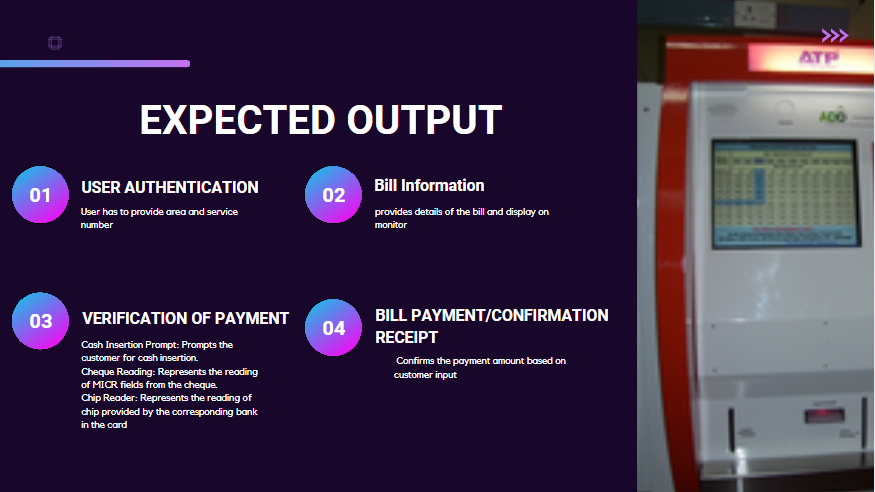 EXPECTED OUTPUT
01
USER AUTHENTICATION
User has to provide area and service
number
02
Bill Information
provides details of the bill and display on
monitor
03
VERIFICATION OF PAYMENT
Cash Insertion Prompt: Prompts the
customer for cash insertion.
Cheque Reading: Represents the reading
of MICR fields from the cheque.
Chip Reader: Represents the reading of
chip provided by the corresponding bank
in the card
04
BILL PAYMENT/CONFIRMATION
RECEIPT
Confirms the payment amount based on
customer input
ATP